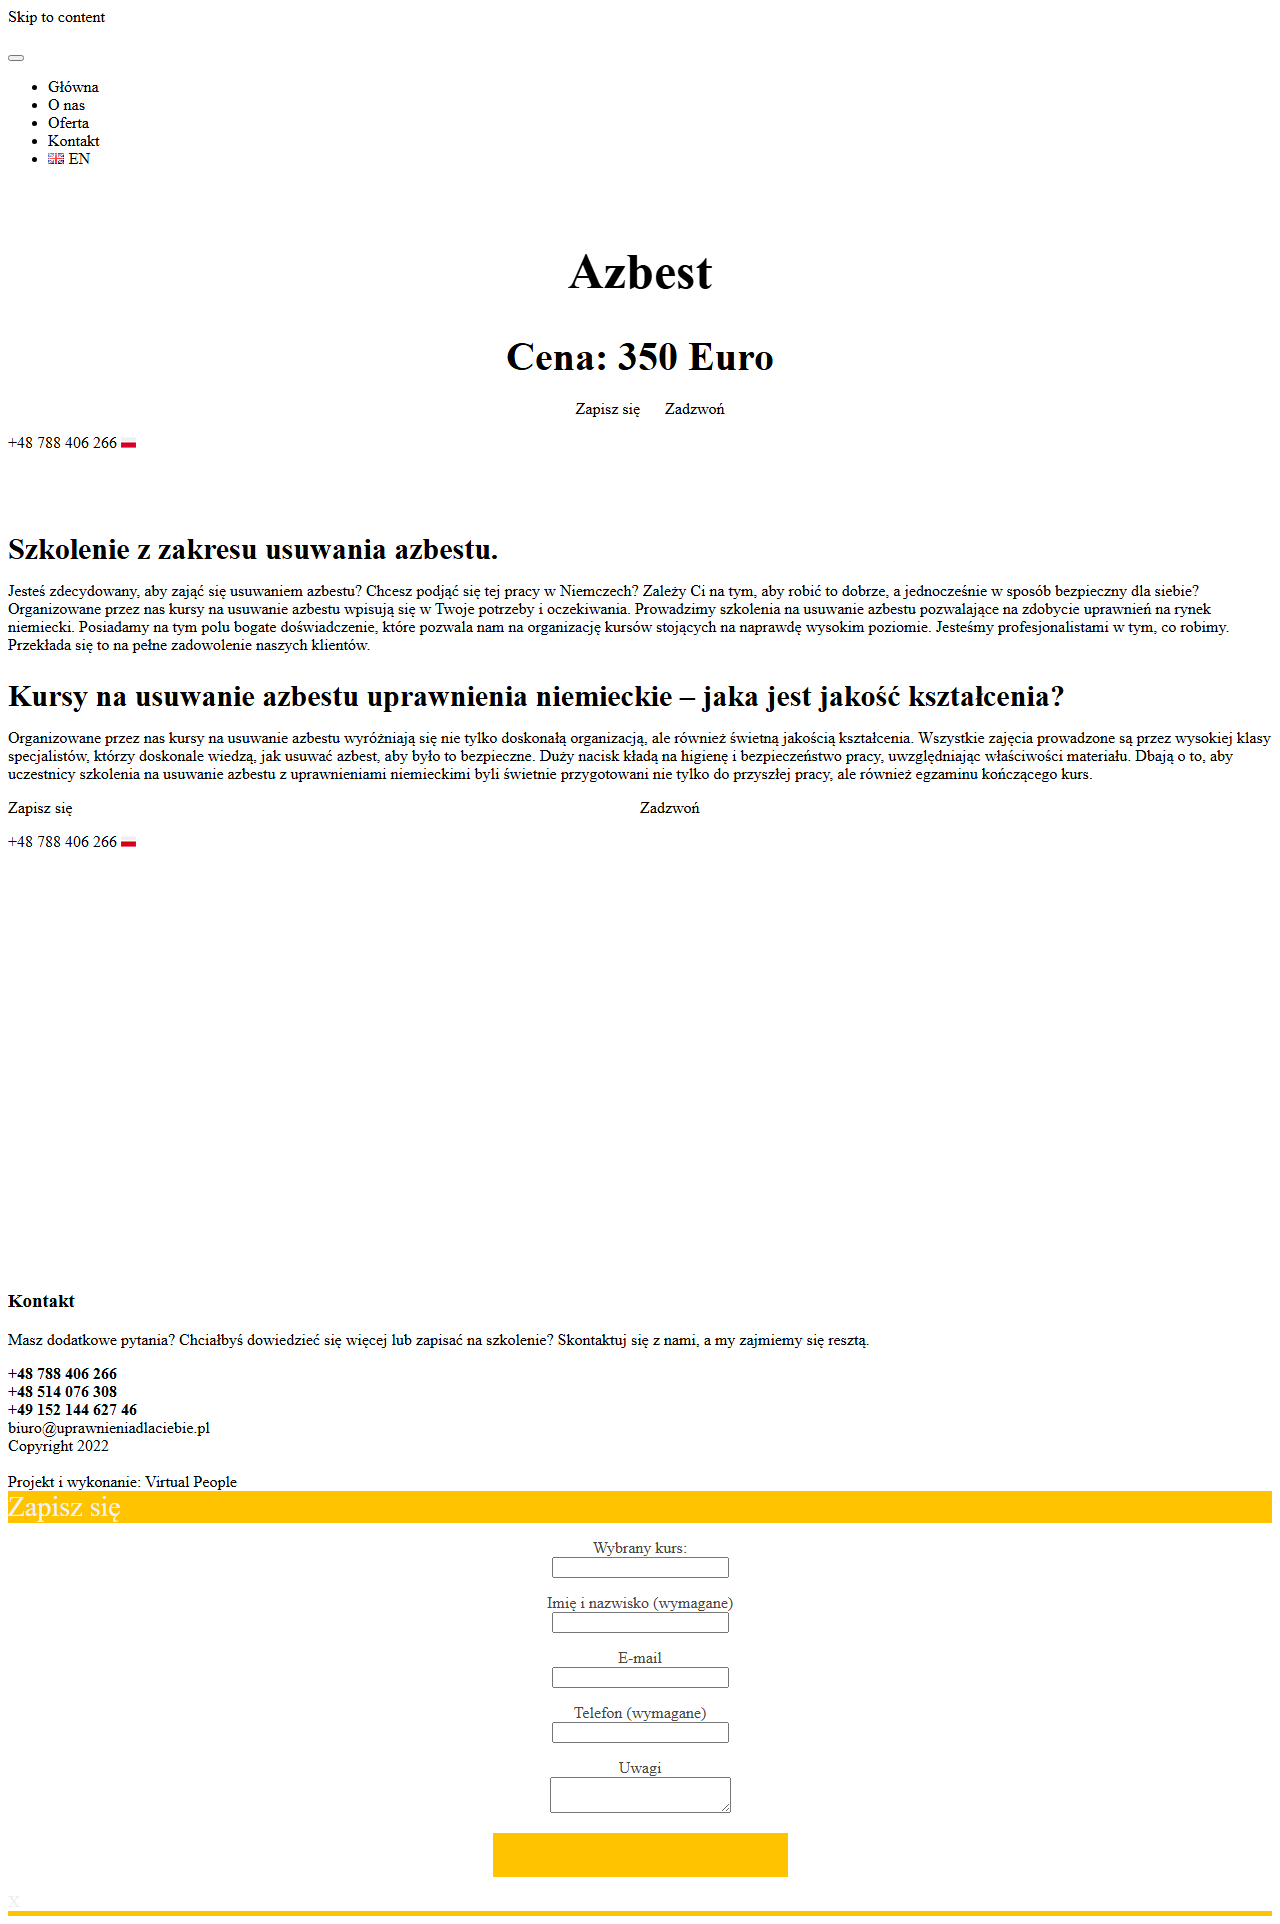 Skip to content
Główna
O nas
Oferta
Kontakt
EN
Azbest
Cena: 350 Euro
Zapisz się Zadzwoń
+48 788 406 266
Szkolenie z zakresu usuwania azbestu.
Jesteś zdecydowany, aby zająć się usuwaniem azbestu? Chcesz podjąć się tej pracy w Niemczech? Zależy Ci na tym, aby robić to dobrze, a jednocześnie w sposób bezpieczny dla siebie?
Organizowane przez nas kursy na usuwanie azbestu wpisują się w Twoje potrzeby i oczekiwania. Prowadzimy szkolenia na usuwanie azbestu pozwalające na zdobycie uprawnień na rynek
niemiecki. Posiadamy na tym polu bogate doświadczenie, które pozwala nam na organizację kursów stojących na naprawdę wysokim poziomie. Jesteśmy profesjonalistami w tym, co robimy.
Przekłada się to na pełne zadowolenie naszych klientów.
Kursy na usuwanie azbestu uprawnienia niemieckie – jaka jest jakość kształcenia?
Organizowane przez nas kursy na usuwanie azbestu wyróżniają się nie tylko doskonałą organizacją, ale również świetną jakością kształcenia. Wszystkie zajęcia prowadzone są przez wysokiej klasy
specjalistów, którzy doskonale wiedzą, jak usuwać azbest, aby było to bezpieczne. Duży nacisk kładą na higienę i bezpieczeństwo pracy, uwzględniając właściwości materiału. Dbają o to, aby
uczestnicy szkolenia na usuwanie azbestu z uprawnieniami niemieckimi byli świetnie przygotowani nie tylko do przyszłej pracy, ale również egzaminu kończącego kurs.
Zapisz się Zadzwoń
+48 788 406 266
Kontakt
Masz dodatkowe pytania? Chciałbyś dowiedzieć się więcej lub zapisać na szkolenie? Skontaktuj się z nami, a my zajmiemy się resztą.
+48 788 406 266
+48 514 076 308
+49 152 144 627 46
biuro@uprawnieniadlaciebie.pl
Copyright 2022
Projekt i wykonanie: Virtual People
Zapisz się
Wybrany kurs:
Imię i nazwisko (wymagane)
E-mail
Telefon (wymagane)
Uwagi
X